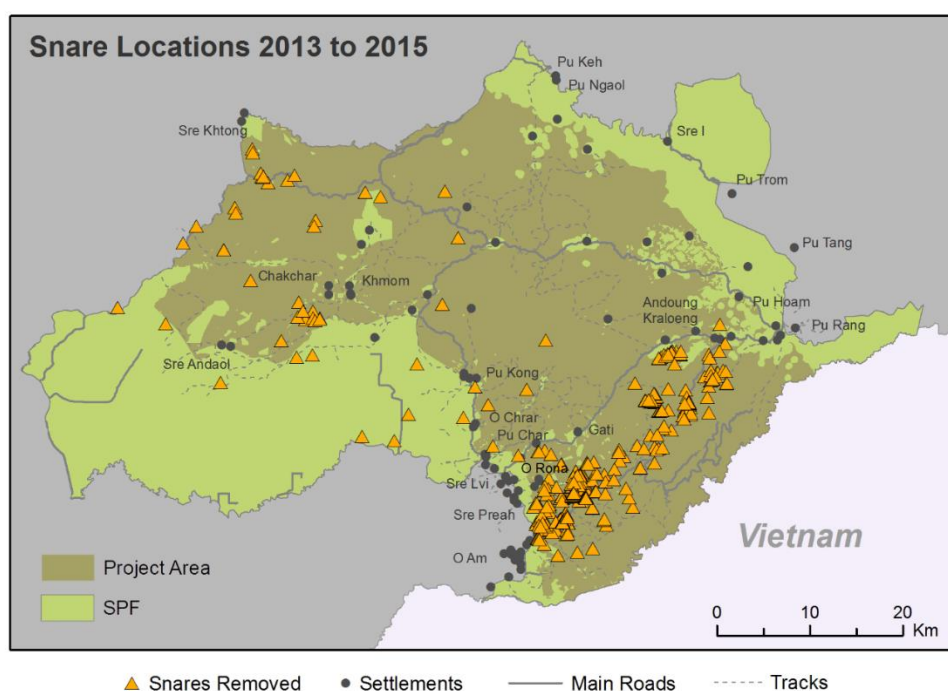 Snare Locations 2013 to 2015
Pu Keh
Pu Ngaol
Sre Khtong
Sre I
Pu Trom
Pu Tang
Chakchar
Khmom
Andoung
Kraloeng
Pu Hoam
Pu Rang
Sre Andaol
Pu Kong
O Chrar
Pu Char
Gati
O Rona
Sre Lvi
Sre Preah
O Am
Vietnam
Project Area
SPF
0 10 20
Km
Snares Removed
Settlements
Main Roads
Tracks